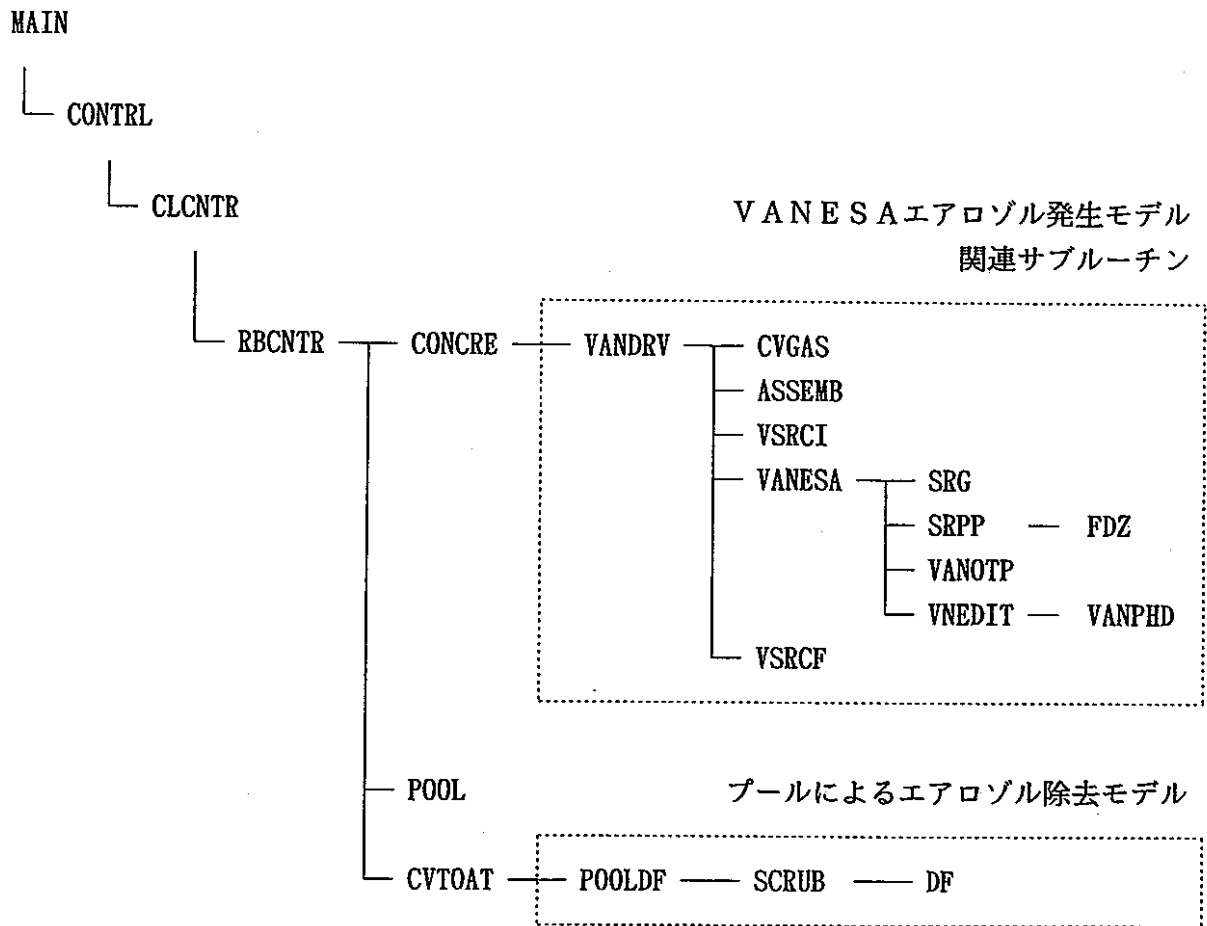 MAIN
CONTRL
CLCNTR
VANESAエアロゾル発生モデル
関連サブルーチン
RBCNTR CONCRE VANDRV CVGAS
ASSEMB
VSRCI
VANESA SRG
SRPP FDZ
VANOTP
VNEDIT VANPHD
VSRCF
POOL プールによるエアロゾル除去モデル
CVTOAT POOLDF SCRUB DF